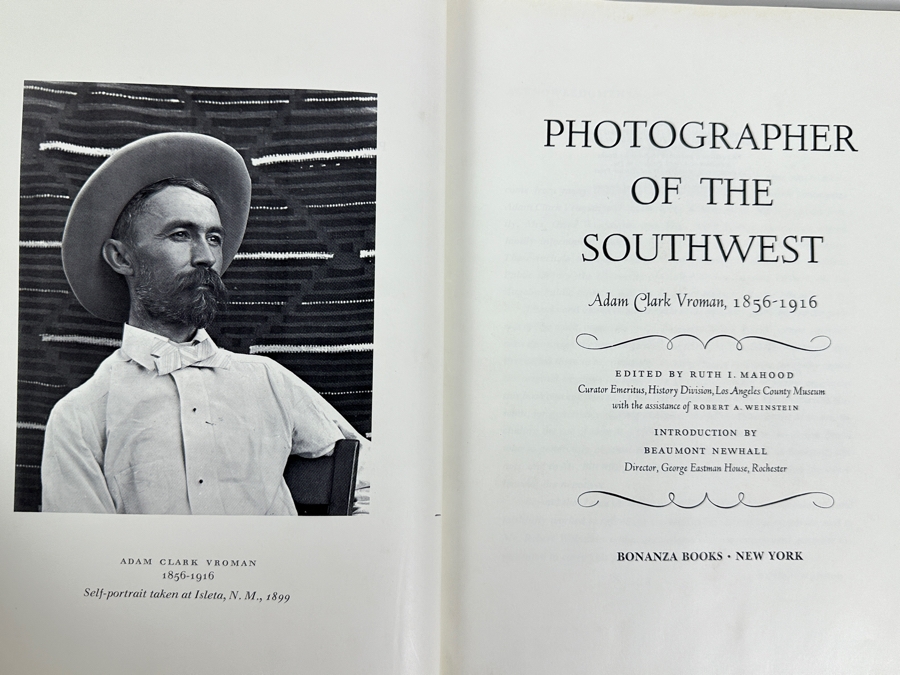 ADAM CLARK VROMAN
1856-1916
Self-portrait taken at Isleta, N. M., 1899
PHOTOGRAPHER
OF THE
SOUTHWEST
Adam Clark Vroman, 1856-1916
EDITED BY RUTH I. MAHOOD
Curator Emeritus, History Division, Los Angeles County Museum
with the assistance of ROBERT A. WEINSTEIN
INTRODUCTION BY
BEAUMONT NEWHALL
Director, George Eastman House, Rochester
BONANZA BOOKS • NEW YORK